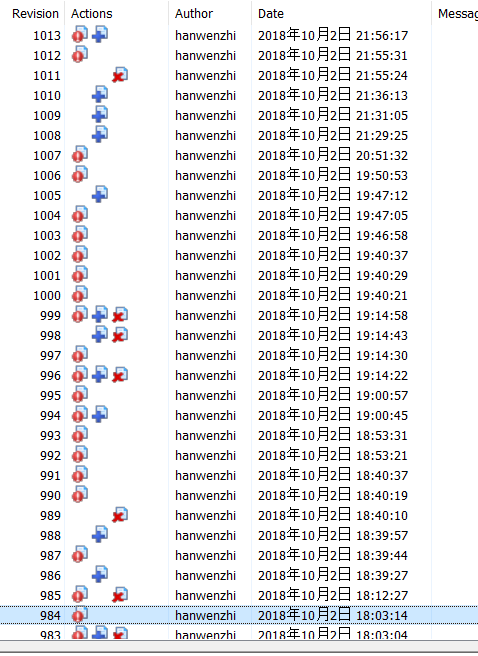 Revision Actions Author Date Messag
1013 hanwenzhi 2018年10月2日 21:56:17
1012 hanwenzhi 2018年10月2日 21:55:31
1011 hanwenzhi 2018年10月2日 21:55:24
1010 hanwenzhi 2018年10月2日 21:36:13
1009 hanwenzhi 2018年10月2日 21:31:05
1008 hanwenzhi 2018年10月2日 21:29:25
1007 hanwenzhi 2018年10月2日 20:51:32
1006 hanwenzhi 2018年10月2日 19:50:53
1005 hanwenzhi 2018年10月2日 19:47:12
1004 hanwenzhi 2018年10月2日 19:47:05
1003 hanwenzhi 2018年10月2日 19:46:58
1002 hanwenzhi 2018年10月2日 19:40:37
1001 hanwenzhi 2018年10月2日 19:40:29
1000 hanwenzhi 2018年10月2日 19:40:21
999 hanwenzhi 2018年10月2日 19:14:58
998 hanwenzhi 2018年10月2日 19:14:43
997 hanwenzhi 2018年10月2日 19:14:30
996 hanwenzhi 2018年10月2日 19:14:22
995 hanwenzhi 2018年10月2日 19:00:57
994 hanwenzhi 2018年10月2日 19:00:45
993 hanwenzhi 2018年10月2日 18:53:31
992 hanwenzhi 2018年10月2日 18:53:21
991 hanwenzhi 2018年10月2日 18:40:37
990 hanwenzhi 2018年10月2日 18:40:19
989 hanwenzhi 2018年10月2日 18:40:10
988 hanwenzhi 2018年10月2日 18:39:57
987 hanwenzhi 2018年10月2日 18:39:44
986 hanwenzhi 2018年10月2日 18:39:27
985 hanwenzhi 2018年10月2日 18:12:27
984 hanwenzhi 2018年10月2日 18:03:14
983 hanwenzhi 2018年10月2日 18:03:04